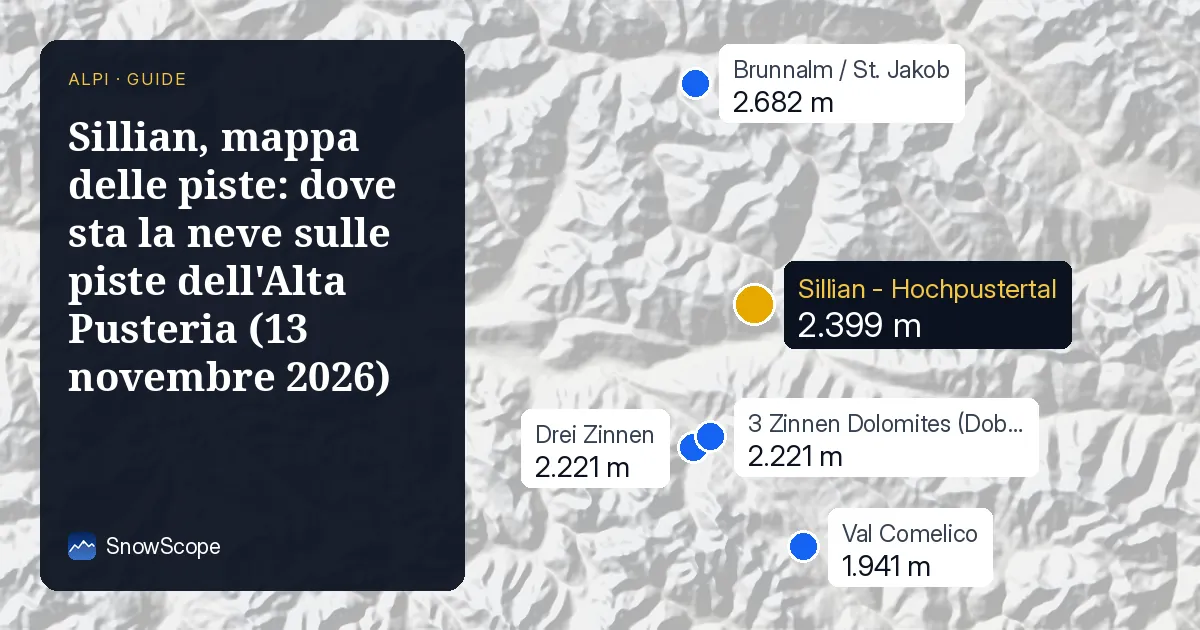 ALPI · GUIDE
Sillian, mappa
delle piste: dove
sta la neve sulle
piste dell'Alta
Pusteria (13
novembre 2026)
SnowScope
Brunnalm / St. Jakob
2.682 m
Sillian - Hochpustertal
2.399 m
Drei Zinnen
2.221 m
3 Zinnen Dolomites (Dob...
2.221 m
Val Comelico
1.941 m